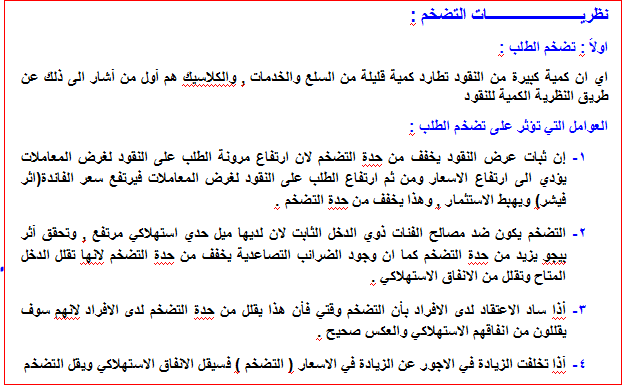 نظريـــــــــــــــــــات التضخم :
اولاً : تضخم الطلب :
اي ان كمية كبيرة من النقود تطارد كمية قليلة من السلع والخدمات , والكلاسيك هم أول من أشار الى ذلك عن
طريق النظرية الكمية للنقود
العوامل التي تؤثر على تضخم الطلب :
١- إن ثبات عرض النقود يخفف من حدة التضخم لان ارتفاع مرونة الطلب على النقود لغرض المعاملات
يؤدي الى ارتفاع الاسعار ومن ثم ارتفاع الطلب على النقود لغرض المعاملات فيرتفع سعر الفائدة(اثر
فيشر) ويهبط الاستثمار , وهذا يخفف من حدة التضخم .
٢- التضخم يكون ضد مصالح الفئات ذوي الدخل الثابت لان لديها ميل حدي استهلاكي مرتفع , وتحقق أثر
بيجو يزيد من حدة التضخم كما ان وجود الضرائب التصاعدية يخفف من حدة التضخم لانها تقلل الدخل
المتاح وتقلل من الانفاق الاستهلاكي .
٣- أذا ساد الاعتقاد لدى الافراد بأن التضخم وقتي فأن هذا يقلل من حدة التضخم لدى الافراد لانهم سوف
يقللون من انفاقهم الاستهلاكي والعكس صحيح .
٤- أذا تخلفت الزيادة في الاجور عن الزيادة في الاسعار ( التضخم ) فسيقل الانفاق الاستهلاكي ويقل التضخم